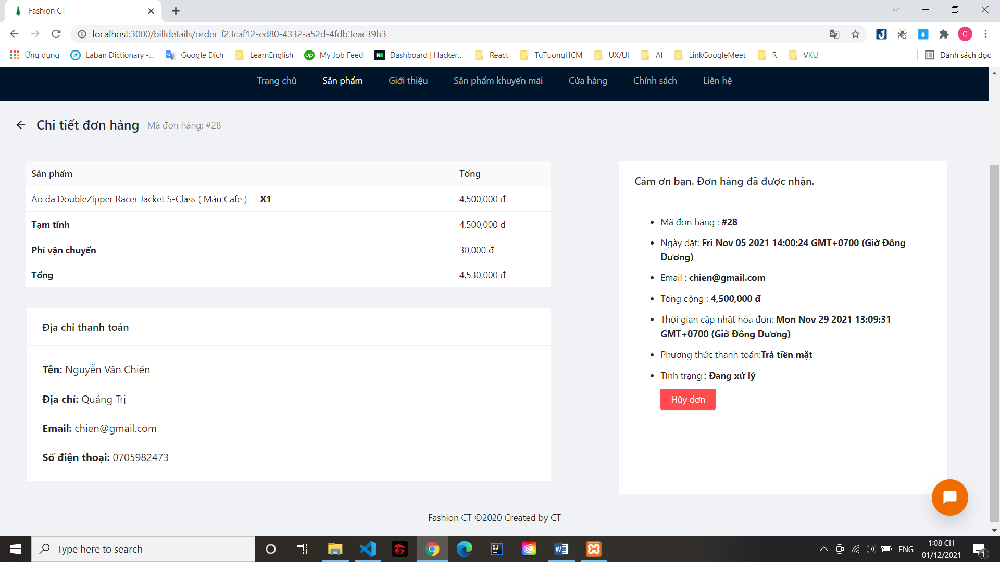 Fashion CT
localhost:3000/billdetails/order_f23caf12-ed80-4332-a52d-4fdb3eac39b3
C
Ứng dụng Laban Dictionary -... Google Dịch LearnEnglish up My Job Feed Dashboard | Hacker... React TuTuongHCM UX/UI AI LinkGoogleMeet R VKU Danh sách đọc
Trang chủ Sản phẩm Giới thiệu Sản phẩm khuyến mãi Cửa hàng Chính sách Liên hệ
Chi tiết đơn hàng Mã đơn hàng: #28
Sản phẩm Tổng
Áo da DoubleZipper Racer Jacket S-Class ( Màu Cafe ) X1 4,500,000 đ
Tạm tính 4,500,000 đ
Phí vận chuyển 30,000 đ
Tổng 4,530,000 đ
Địa chỉ thanh toán
Tên: Nguyễn Văn Chiến
Địa chỉ: Quảng Trị
Email: chien@gmail.com
Số điện thoại: 0705982473
Cảm ơn bạn. Đơn hàng đã được nhận.
Mã đơn hàng : #28
Ngày đặt: Fri Nov 05 2021 14:00:24 GMT+0700 (Giờ Đông
Dương)
Email : chien@gmail.com
Tổng cộng : 4,500,000 đ
Thời gian cập nhật hóa đơn: Mon Nov 29 2021 13:09:31
GMT+0700 (Giờ Đông Dương)
Phương thức thanh toán:Trả tiền mặt
Tình trạng : Đang xử lý
Hủy đơn
Fashion CT ©2020 Created by CT
Type here to search
ENG
1:08 CH
01/12/2021
1